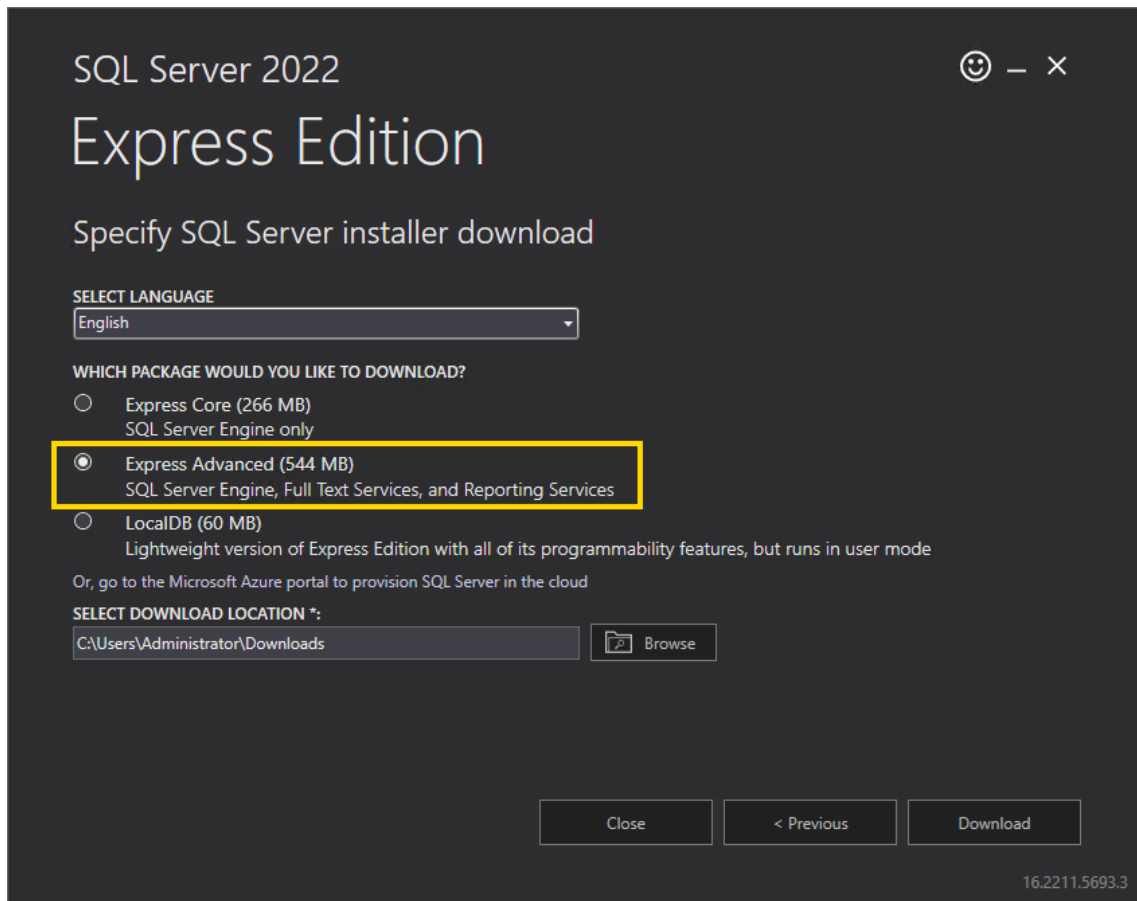 SQL Server 2022
Express Edition
Specify SQL Server installer download
SELECT LANGUAGE
English
WHICH PACKAGE WOULD YOU LIKE TO DOWNLOAD?
Express Core (266 MB)
SQL Server Engine only
Express Advanced (544 MB)
SQL Server Engine, Full Text Services, and Reporting Services
LocalDB (60 MB)
Lightweight version of Express Edition with all of its programmability features, but runs in user mode
Or, go to the Microsoft Azure portal to provision SQL Server in the cloud
SELECT DOWNLOAD LOCATION *:
C:\Users\Administrator\Downloads
Browse
Close
< Previous
Download
16.2211.5693.3